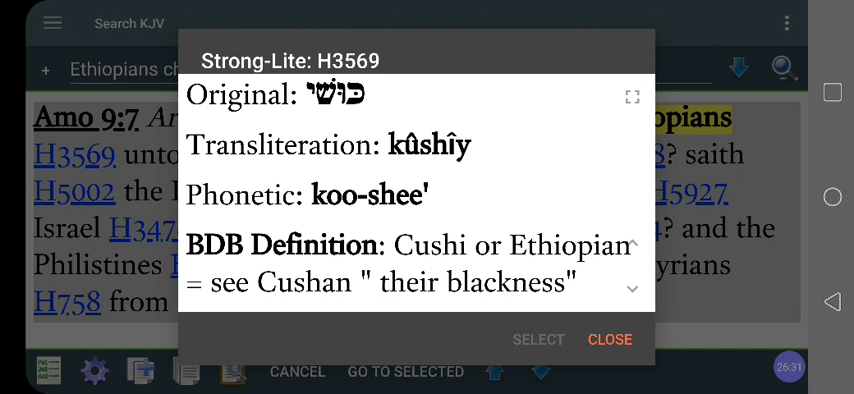 Search KJV
Strong-Lite: H3569
+ Ethiopians
Original: כּוּשׁי
Transliteration: kûshîy
Phonetic: koo-shee'
BDB Definition: Cushi or Ethiopian
= see Cushan " their blackness"
SELECT CLOSE
Amo 9:7 opians
H3569 unto 8? saith
H5002 the H5927
Israel H347 ? and the
Philistines yrians
H758 from
CANCEL GO TO SELECTED
26:31